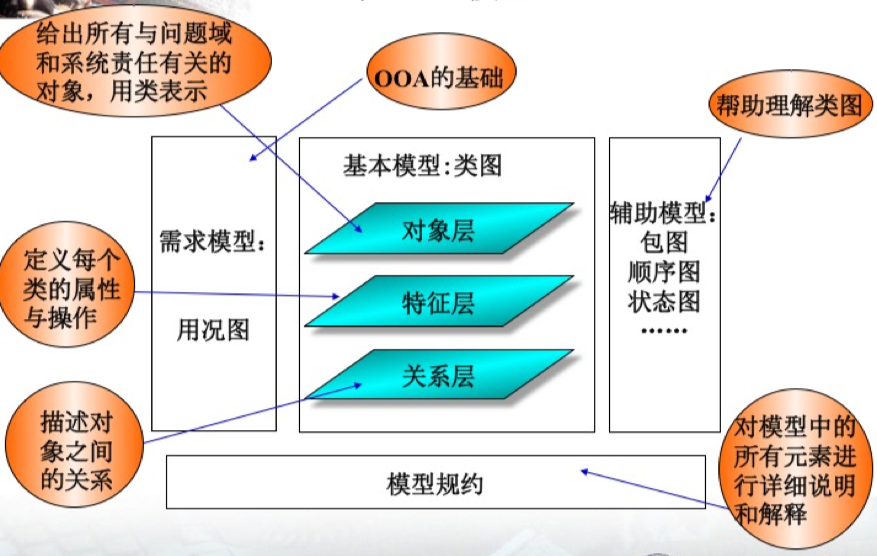 给出所有与问题域
和系统责任有关的
对象，用类表示
OOA的基础
帮助理解类图
基本模型:类图
对象层
特征层
关系层
需求模型：
用况图
辅助模型：
包图
顺序图
状态图
……
定义每个
类的属性
与操作
描述对
象之间
的关系
模型规约
对模型中的
所有元素进
行详细说明
和解释